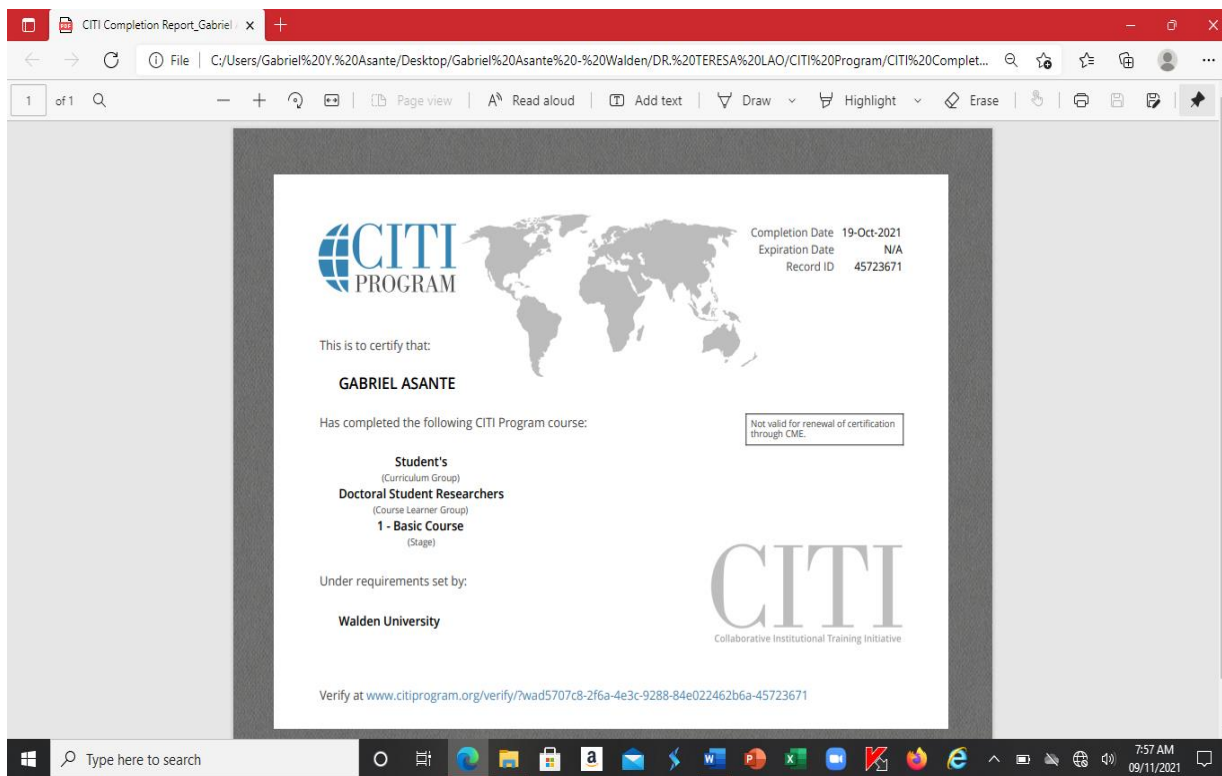 CITI Completion Report_Gabriel A
File
C:/Users/Gabriel%20Y.%20Asante/Desktop/Gabriel%20Asante%20-%20Walden/DR.%20TERESA%20LAO/CITI%20Program/CITI%20Complet...
1 of 1 Page view Read aloud Add text Draw Highlight Erase
CITI
PROGRAM
Completion Date 19-Oct-2021
Expiration Date N/A
Record ID 45723671
This is to certify that:
GABRIEL ASANTE
Has completed the following CITI Program course:
Not valid for renewal of certification
through CME.
Student's
(Curriculum Group)
Doctoral Student Researchers
(Course Learner Group)
1 - Basic Course
(Stage)
Under requirements set by:
Walden University
CITI
Collaborative Institutional Training Initiative
Verify at www.citiprogram.org/verify/?wad5707c8-2f6a-4e3c-9288-84e022462b6a-45723671
Type here to search
7:57 AM
09/11/2021